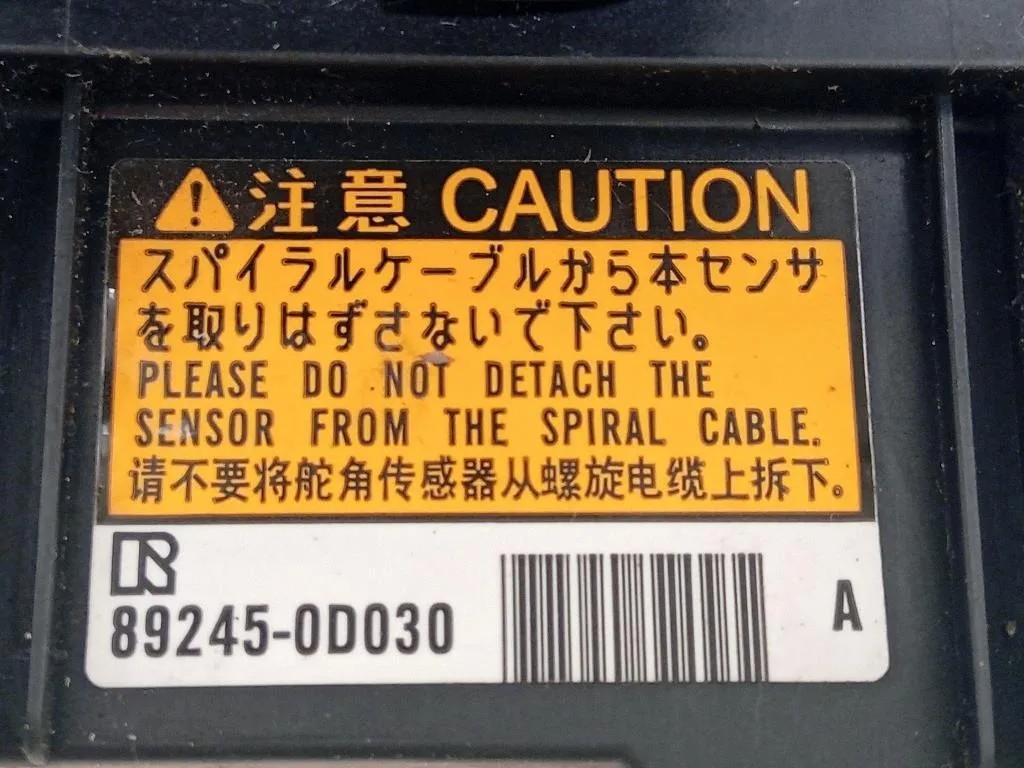 注意 CAUTION
スパイラルケーブルから本センサ
を取りはずさないで下さい。
PLEASE DO NOT DETACH THE
SENSOR FROM THE SPIRAL CABLE.
请不要将舵角传感器从螺旋电缆上拆下。
R
89245-0D030
A